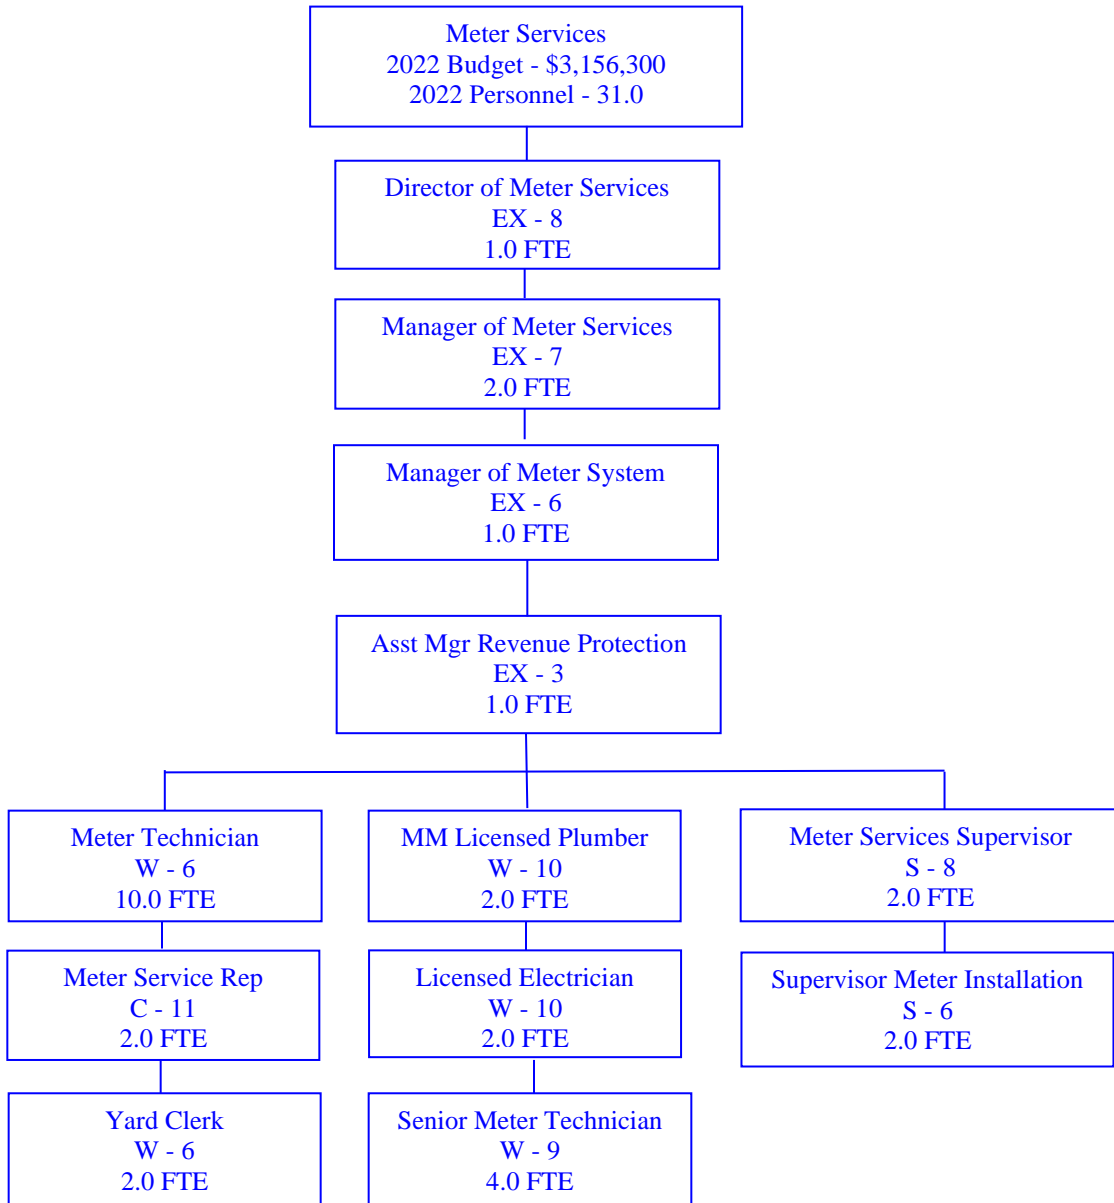 Meter Services
2022 Budget - $3,156,300
2022 Personnel - 31.0
Director of Meter Services
EX - 8
1.0 FTE
Manager of Meter Services
EX - 7
2.0 FTE
Manager of Meter System
EX - 6
1.0 FTE
Asst Mgr Revenue Protection
EX - 3
1.0 FTE
Meter Technician
W - 6
10.0 FTE
MM Licensed Plumber
W - 10
2.0 FTE
Meter Services Supervisor
S - 8
2.0 FTE
Meter Service Rep
C - 11
2.0 FTE
Licensed Electrician
W - 10
2.0 FTE
Supervisor Meter Installation
S - 6
2.0 FTE
Yard Clerk
W - 6
2.0 FTE
Senior Meter Technician
W - 9
4.0 FTE